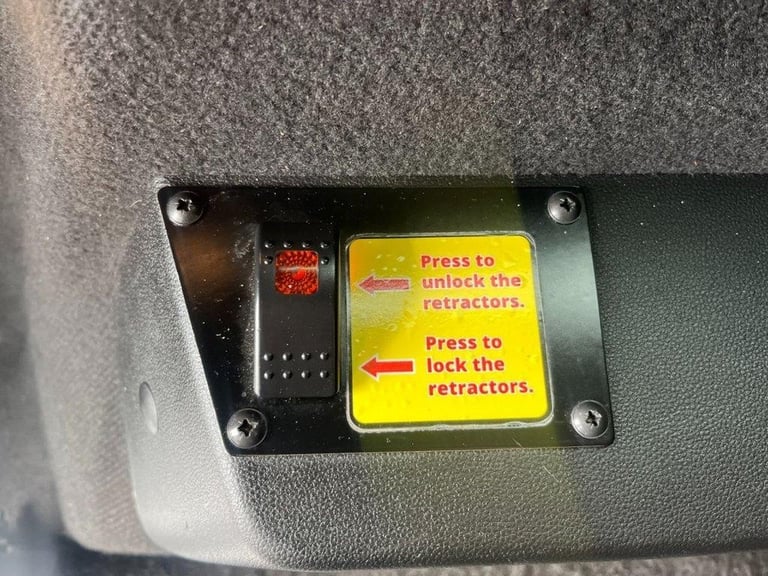 Press to
unlock the
retractors.
Press to
lock the
retractors.